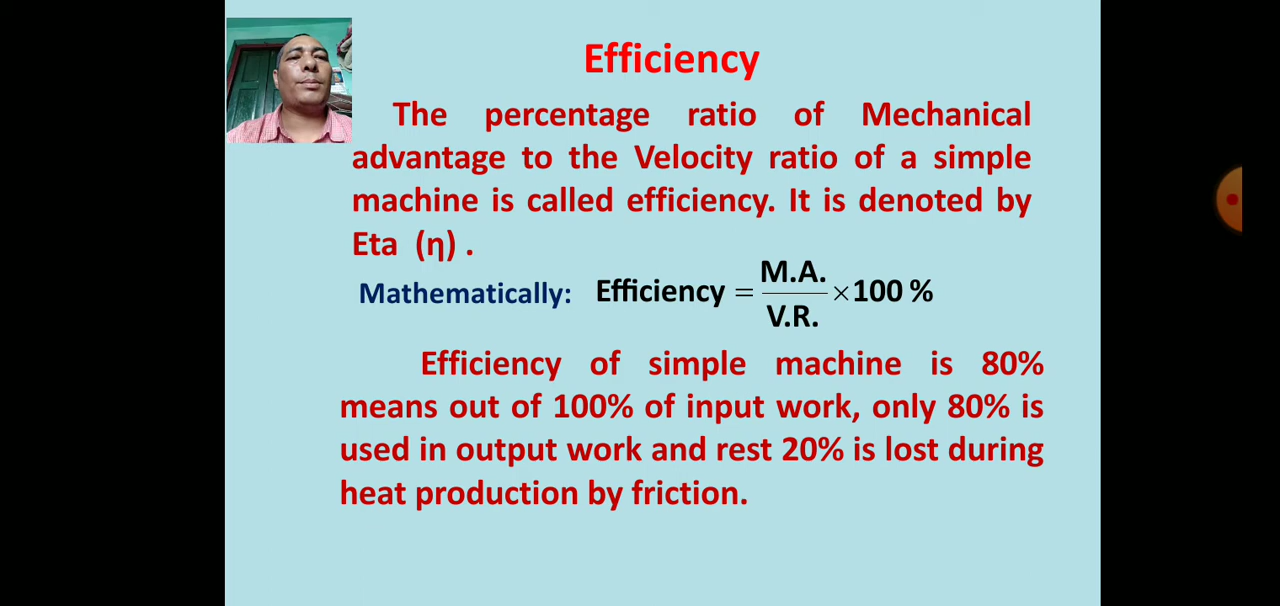 Efficiency
The percentage ratio of Mechanical
advantage to the Velocity ratio of a simple
machine is called efficiency. It is denoted by
Eta (η) .
Mathematically: Efficiency = M.A. / V.R. × 100 %
Efficiency of simple machine is 80%
means out of 100% of input work, only 80% is
used in output work and rest 20% is lost during
heat production by friction.